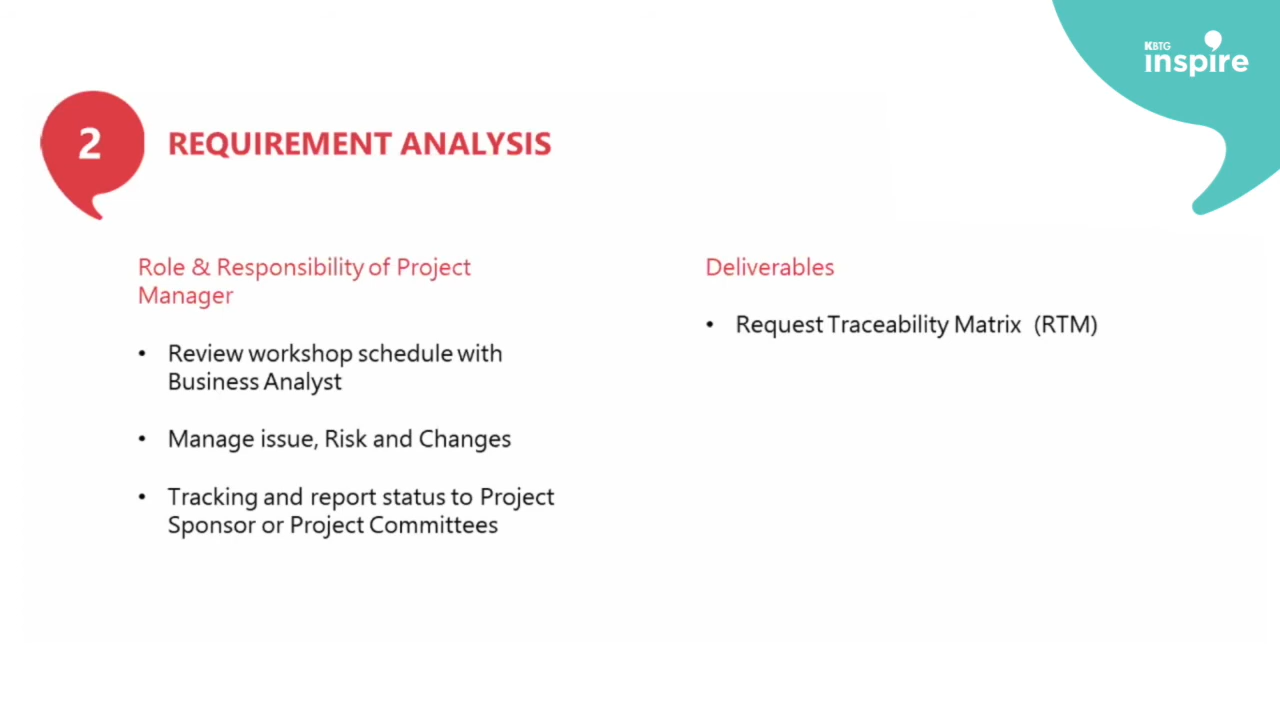 KBTG
inspire
2
REQUIREMENT ANALYSIS
Role & Responsibility of Project
Manager
• Review workshop schedule with
Business Analyst
• Manage issue, Risk and Changes
• Tracking and report status to Project
Sponsor or Project Committees
Deliverables
• Request Traceability Matrix (RTM)